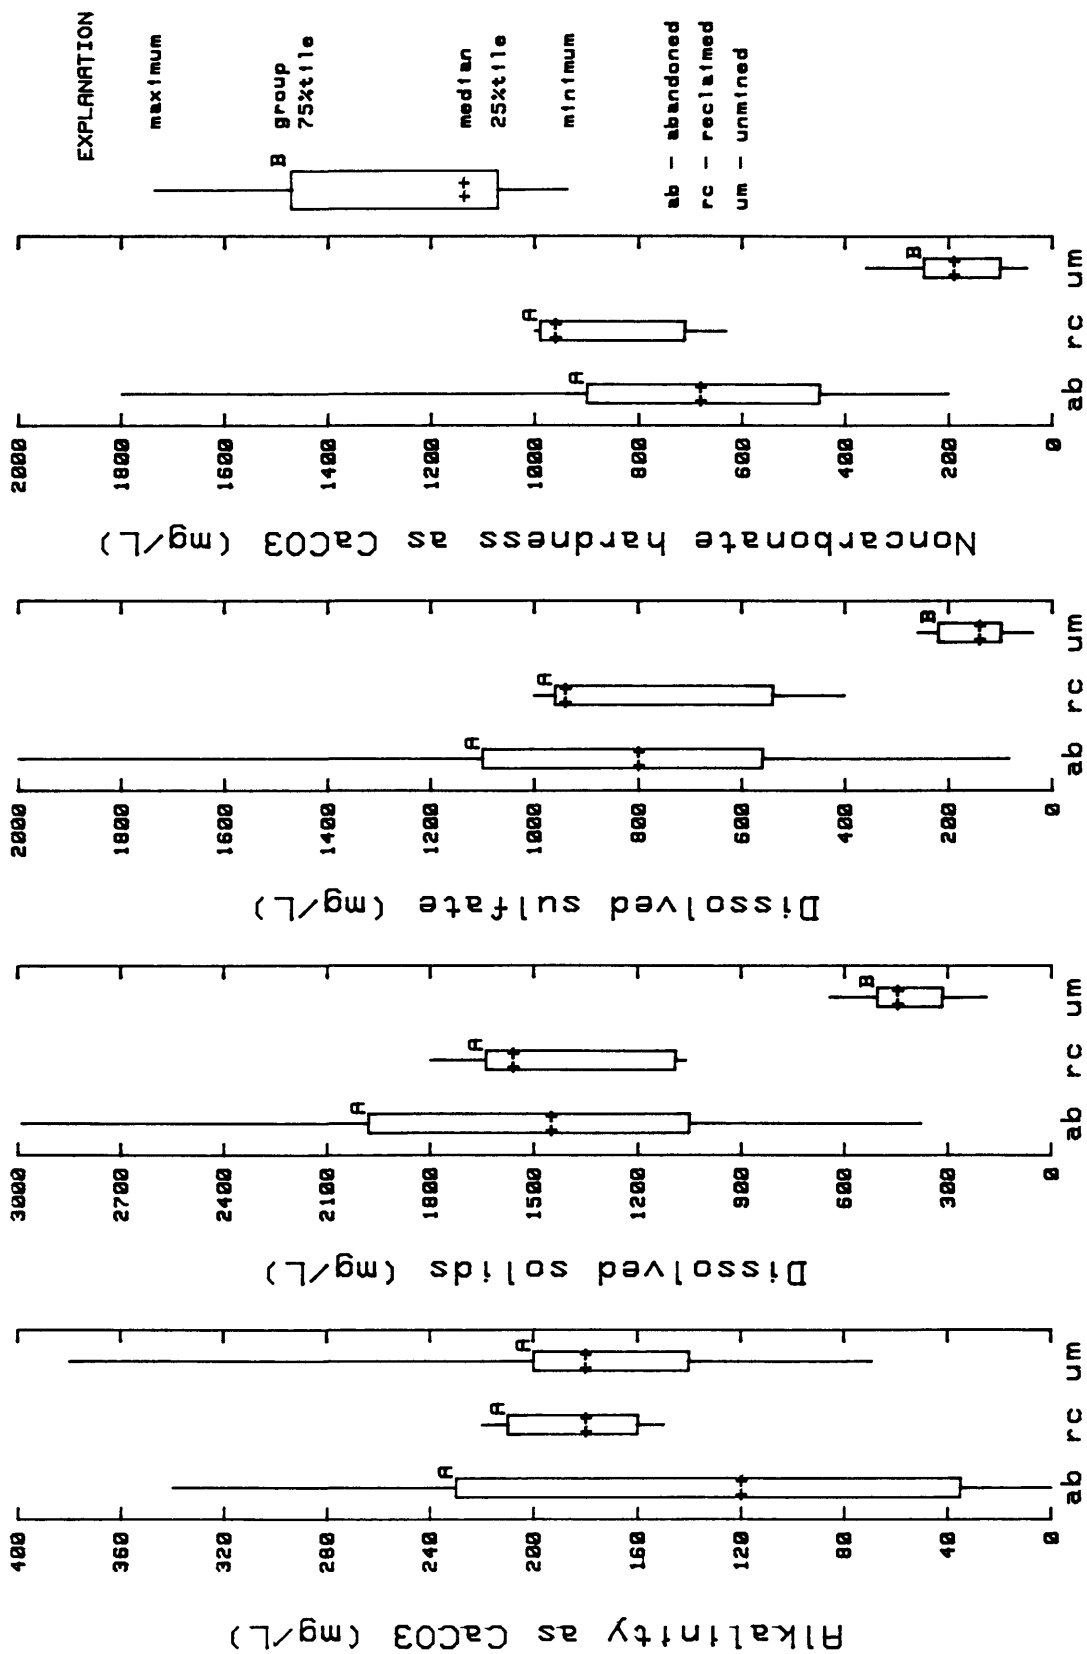 EXPLANATION
maximum
group
75%tile
median
25%tile
minimum
B
ab - abandoned
rc - reclaimed
um - unmined
Noncarbonate hardness as CaCO3 (mg/L)
2000
1800
1600
1400
1200
1000
800
600
400
200
0
A
A
B
ab rc um
Dissolved sulfate (mg/L)
2000
1800
1600
1400
1200
1000
800
600
400
200
0
A
A
B
ab rc um
Dissolved solids (mg/L)
3000
2700
2400
2100
1800
1500
1200
900
600
300
0
A
A
B
ab rc um
Alkalinity as CaCO3 (mg/L)
400
360
320
280
240
200
160
120
80
40
0
A
A
A
ab rc um